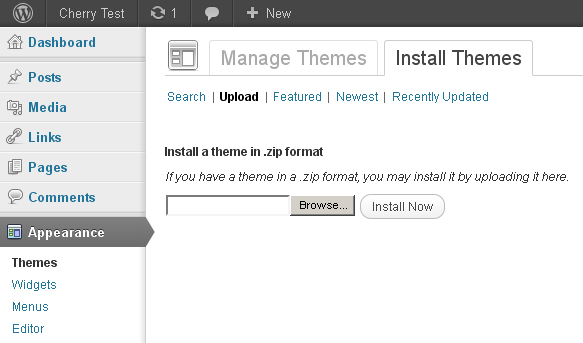 Cherry Test 1 + New
Dashboard
Posts
Media
Links
Pages
Comments
Appearance
Themes
Widgets
Menus
Editor
Manage Themes Install Themes
Search | Upload | Featured | Newest | Recently Updated
Install a theme in .zip format
If you have a theme in a .zip format, you may install it by uploading it here.
Browse... Install Now